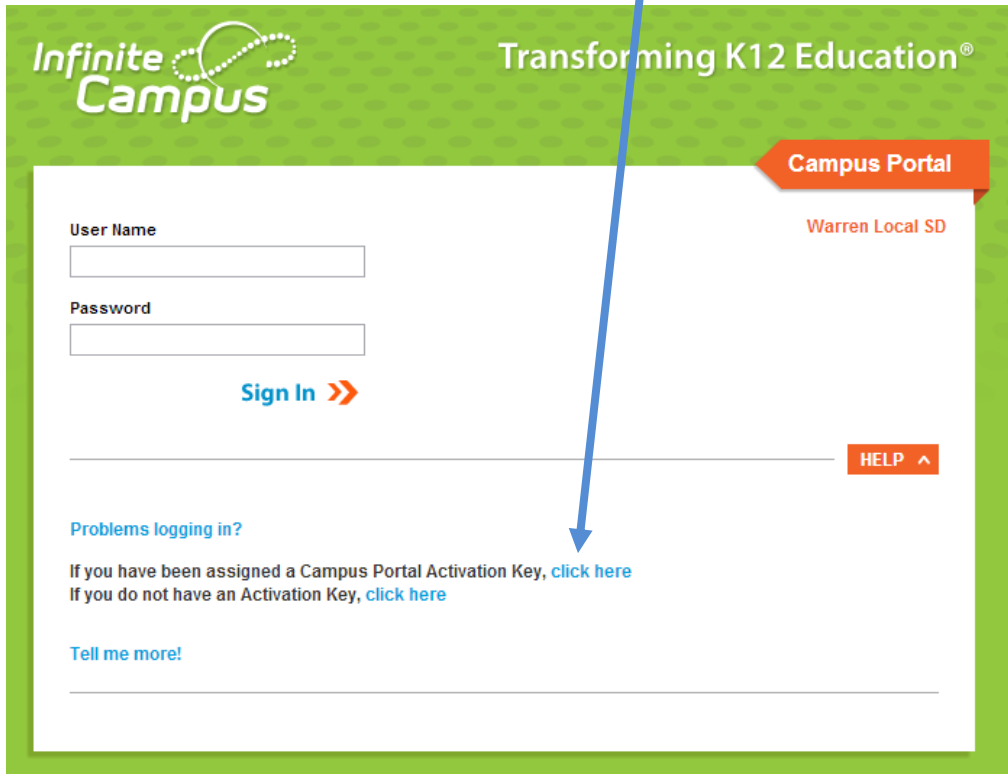 Infinite
Campus
Transforming K12 Education®
Campus Portal
Warren Local SD
User Name
Password
Sign In
HELP
Problems logging in?
If you have been assigned a Campus Portal Activation Key, click here
If you do not have an Activation Key, click here
Tell me more!